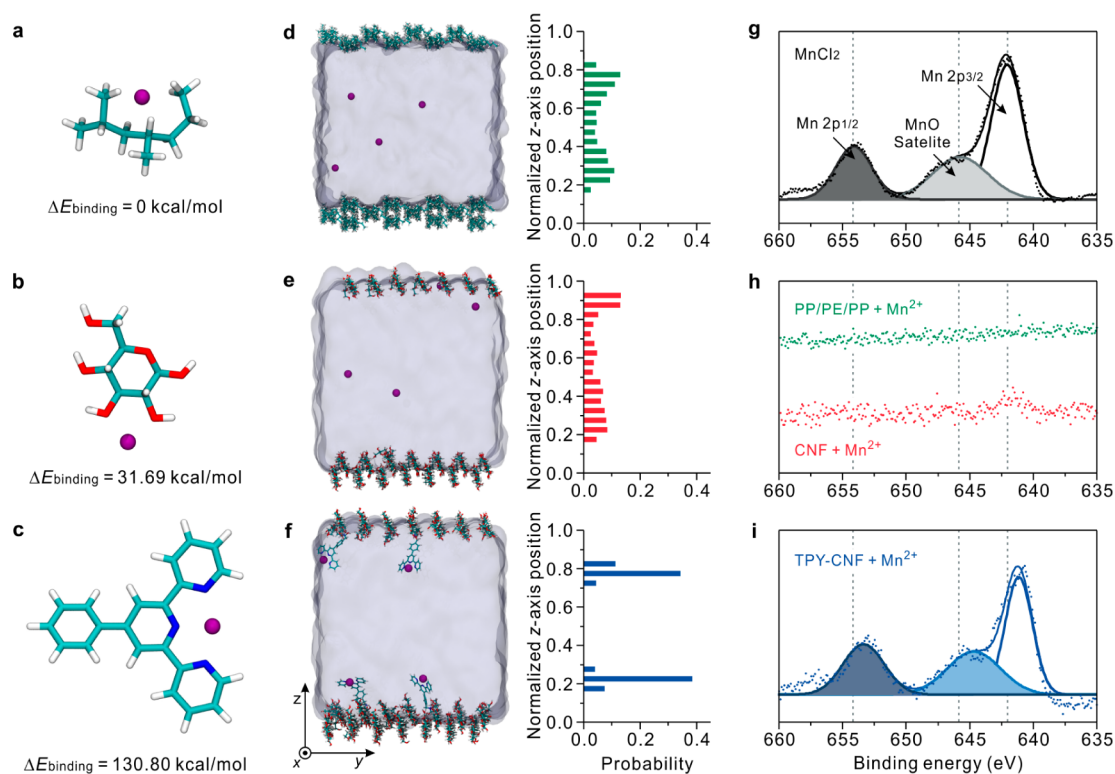 a
ΔEbinding = 0 kcal/mol
b
ΔEbinding = 31.69 kcal/mol
c
ΔEbinding = 130.80 kcal/mol
d
Normalized z-axis position
1.0
0.8
0.6
0.4
0.2
0.0
0.0 0.2 0.4
e
Normalized z-axis position
1.0
0.8
0.6
0.4
0.2
0.0
0.0 0.2 0.4
f
z
x
y
Normalized z-axis position
1.0
0.8
0.6
0.4
0.2
0.0
0.0 0.2 0.4
Probability
g
MnCl2
Mn 2p3/2
Mn 2p1/2
MnO
Satelite
660 655 650 645 640 635
h
PP/PE/PP + Mn2+
CNF + Mn2+
660 655 650 645 640 635
i
TPY-CNF + Mn2+
660 655 650 645 640 635
Binding energy (eV)